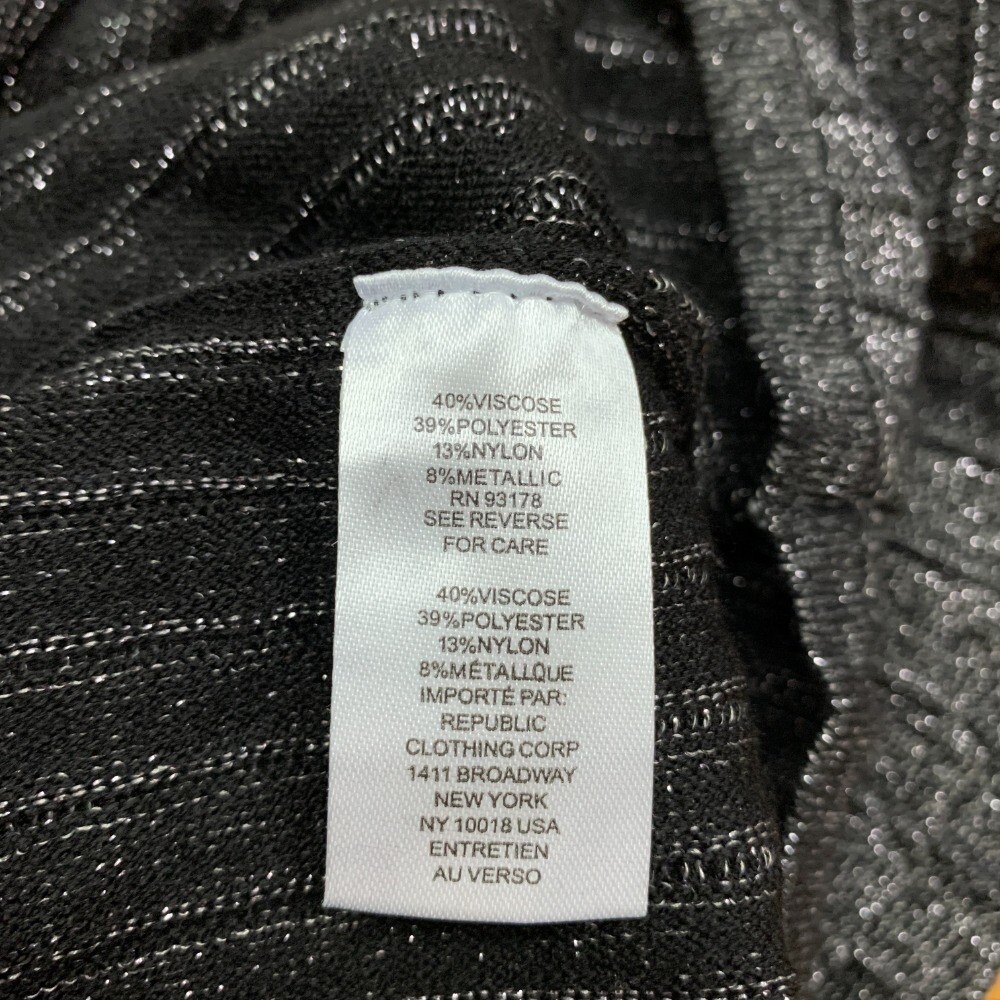 40%VISCOSE
39%POLYESTER
13%NYLON
8%METALLIC
RN 93178
SEE REVERSE
FOR CARE
40%VISCOSE
39%POLYESTER
13%NYLON
8%MÉTALLQUE
IMPORTÉ PAR:
REPUBLIC
CLOTHING CORP
1411 BROADWAY
NEW YORK
NY 10018 USA
ENTRETIEN
AU VERSO